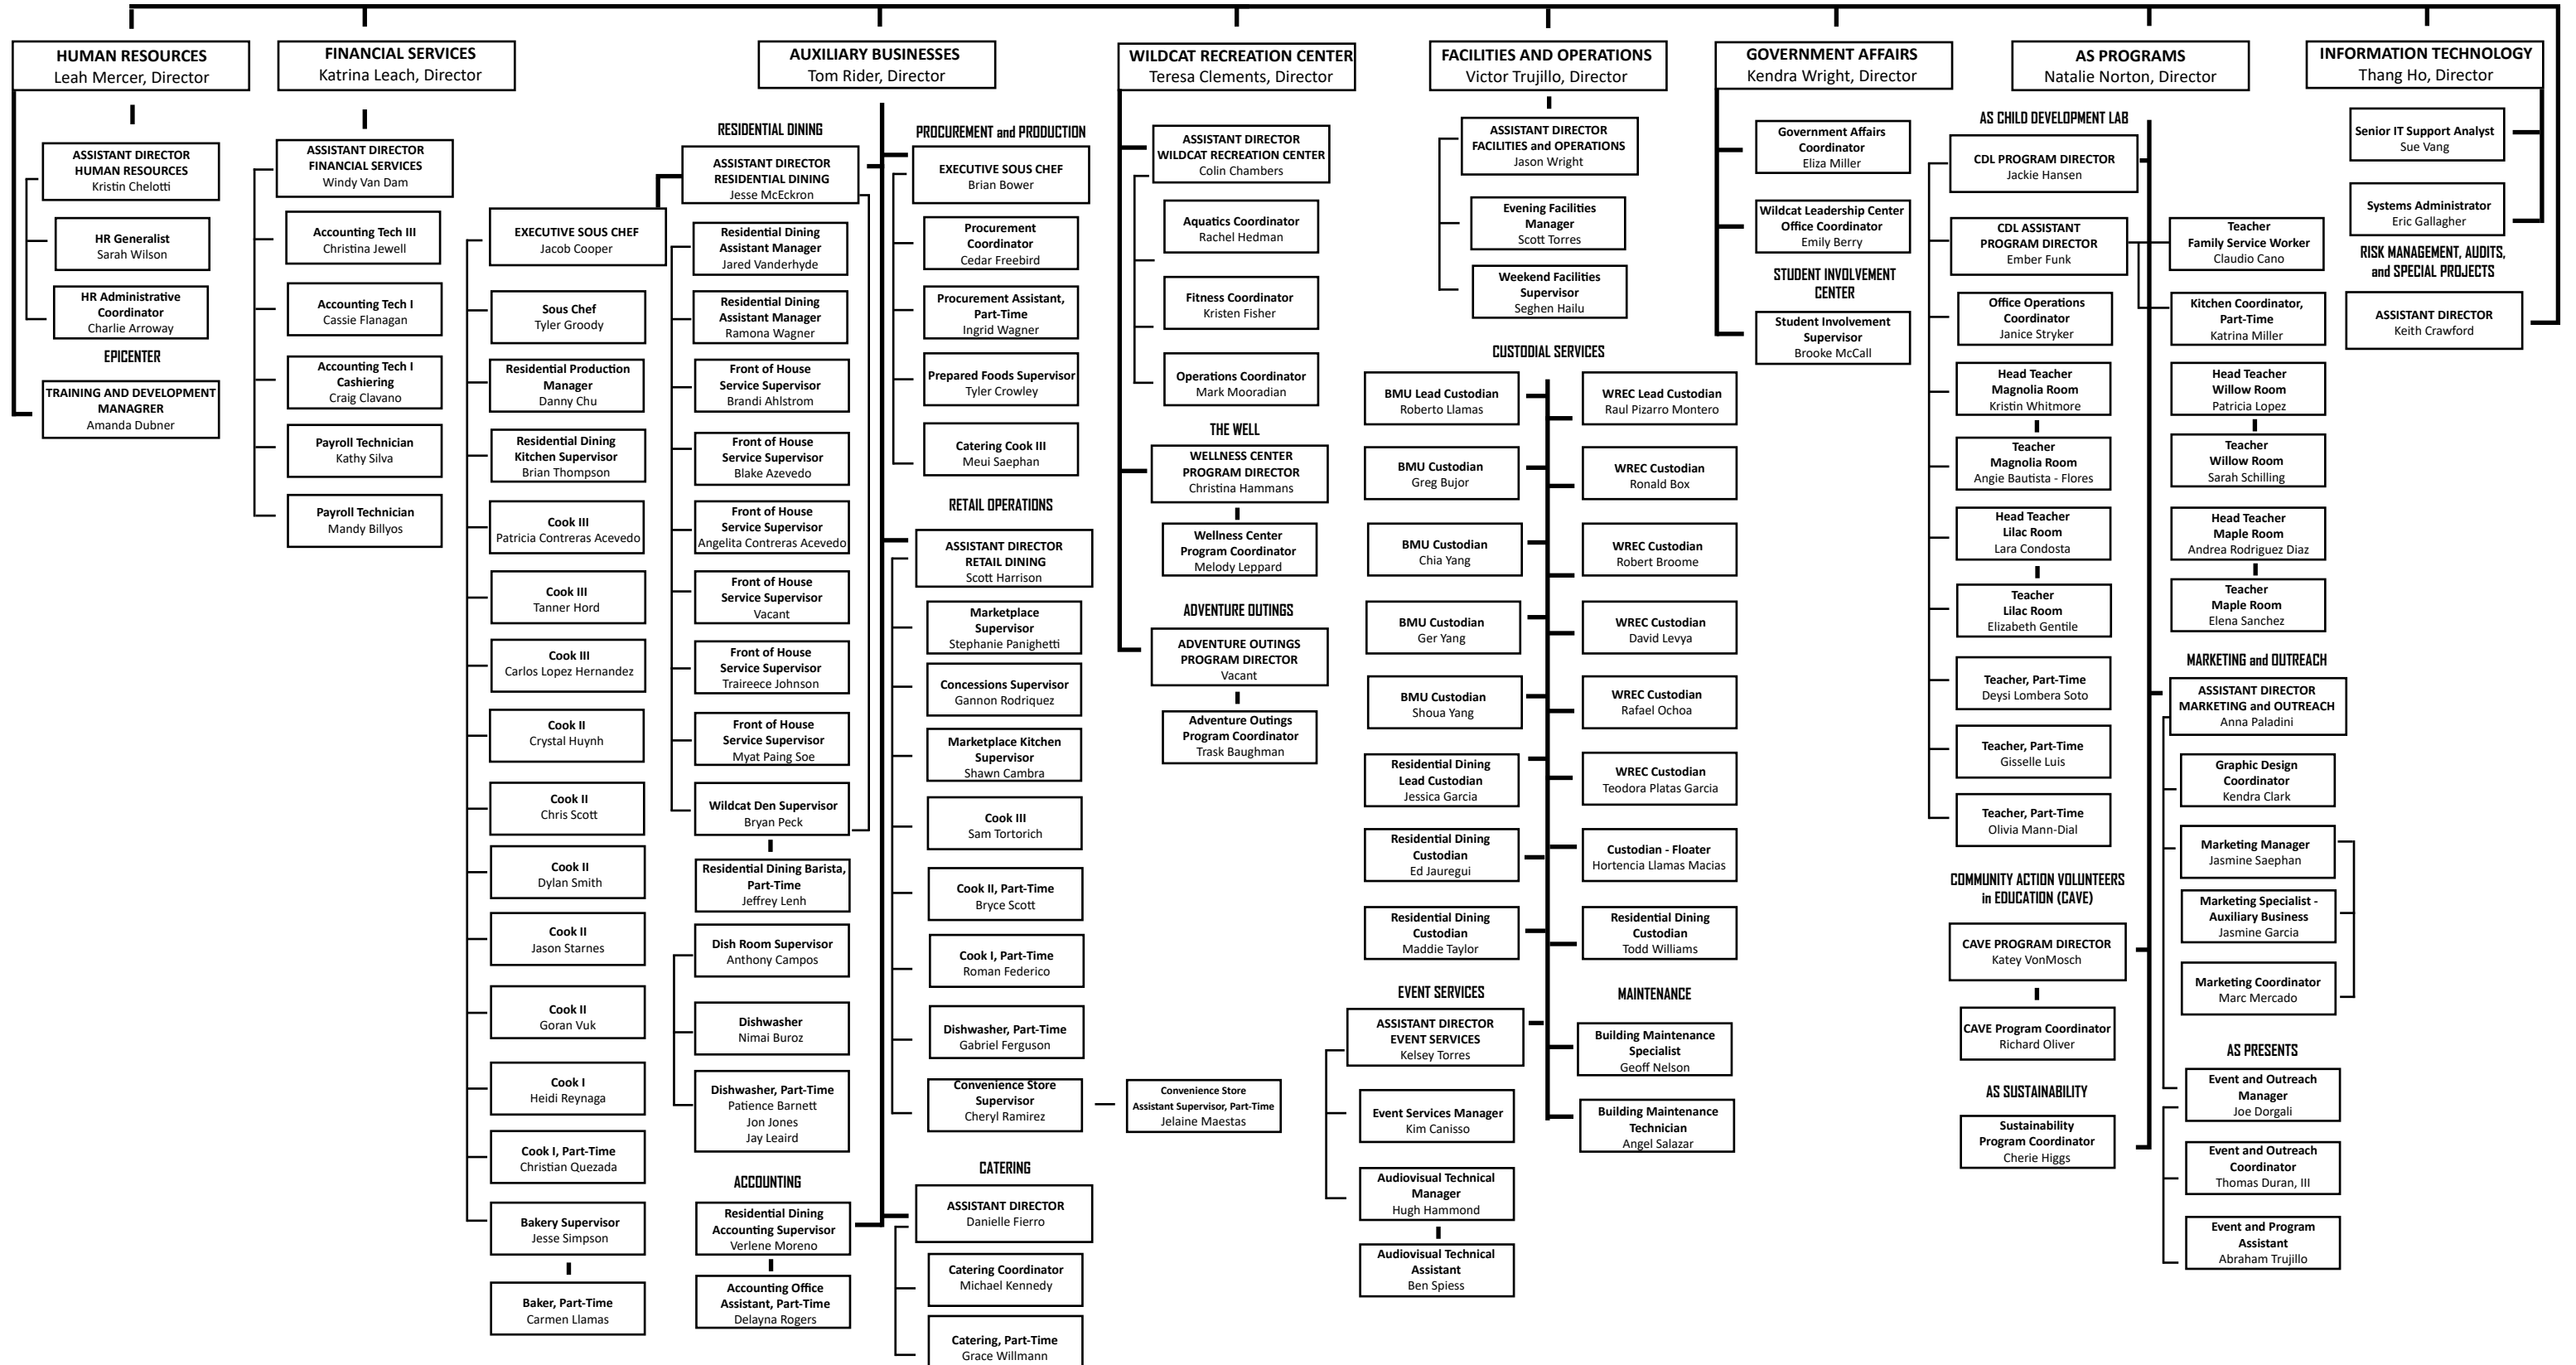 HUMAN RESOURCES
Leah Mercer, Director
ASSISTANT DIRECTOR
HUMAN RESOURCES
Kristin Chelotti
HR Generalist
Sarah Wilson
HR Administrative
Coordinator
Charlie Arroway
EPICENTER
TRAINING AND DEVELOPMENT
MANAGRER
Amanda Dubner
FINANCIAL SERVICES
Katrina Leach, Director
ASSISTANT DIRECTOR
FINANCIAL SERVICES
Windy Van Dam
Accounting Tech III
Christina Jewell
Accounting Tech I
Cassie Flanagan
Accounting Tech I
Cashiering
Craig Clavano
Payroll Technician
Kathy Silva
Payroll Technician
Mandy Billyos
AUXILIARY BUSINESSES
Tom Rider, Director
RESIDENTIAL DINING
ASSISTANT DIRECTOR
RESIDENTIAL DINING
Jesse McEckron
EXECUTIVE SOUS CHEF
Jacob Cooper
Sous Chef
Tyler Groody
Residential Production
Manager
Danny Chu
Residential Dining
Kitchen Supervisor
Brian Thompson
Cook III
Patricia Contreras Acevedo
Cook III
Tanner Hord
Cook III
Carlos Lopez Hernandez
Cook II
Crystal Huynh
Cook II
Chris Scott
Cook II
Dylan Smith
Cook II
Jason Starnes
Cook II
Goran Vuk
Cook I
Heidi Reynaga
Cook I, Part-Time
Christian Quezada
Bakery Supervisor
Jesse Simpson
Baker, Part-Time
Carmen Llamas
Residential Dining
Assistant Manager
Jared Vanderhyde
Residential Dining
Assistant Manager
Ramona Wagner
Front of House
Service Supervisor
Brandi Ahlstrom
Front of House
Service Supervisor
Blake Azevedo
Front of House
Service Supervisor
Angelita Contreras Acevedo
Front of House
Service Supervisor
Vacant
Front of House
Service Supervisor
Traireece Johnson
Front of House
Service Supervisor
Myat Paing Soe
Wildcat Den Supervisor
Bryan Peck
Residential Dining Barista,
Part-Time
Jeffrey Lenh
Dish Room Supervisor
Anthony Campos
Dishwasher
Nimai Buroz
Dishwasher, Part-Time
Patience Barnett
Jon Jones
Jay Leaird
ACCOUNTING
Residential Dining
Accounting Supervisor
Verlene Moreno
Accounting Office
Assistant, Part-Time
Delayna Rogers
PROCUREMENT and PRODUCTION
EXECUTIVE SOUS CHEF
Brian Bower
Procurement
Coordinator
Cedar Freebird
Procurement Assistant,
Part-Time
Ingrid Wagner
Prepared Foods Supervisor
Tyler Crowley
Catering Cook III
Meui Saephan
RETAIL OPERATIONS
ASSISTANT DIRECTOR
RETAIL DINING
Scott Harrison
Marketplace
Supervisor
Stephanie Panighetti
Concessions Supervisor
Gannon Rodriquez
Marketplace Kitchen
Supervisor
Shawn Cambra
Cook III
Sam Tortorich
Cook II, Part-Time
Bryce Scott
Cook I, Part-Time
Roman Federico
Dishwasher, Part-Time
Gabriel Ferguson
Convenience Store
Supervisor
Cheryl Ramirez
Convenience Store
Assistant Supervisor, Part-Time
Jelaine Maestas
CATERING
ASSISTANT DIRECTOR
Danielle Fierro
Catering Coordinator
Michael Kennedy
Catering, Part-Time
Grace Willmann
WILDCAT RECREATION CENTER
Teresa Clements, Director
ASSISTANT DIRECTOR
WILDCAT RECREATION CENTER
Colin Chambers
Aquatics Coordinator
Rachel Hedman
Fitness Coordinator
Kristen Fisher
Operations Coordinator
Mark Mooradian
THE WELL
WELLNESS CENTER
PROGRAM DIRECTOR
Christina Hammans
Wellness Center
Program Coordinator
Melody Leppard
ADVENTURE OUTINGS
ADVENTURE OUTINGS
PROGRAM DIRECTOR
Vacant
Adventure Outings
Program Coordinator
Trask Baughman
FACILITIES AND OPERATIONS
Victor Trujillo, Director
ASSISTANT DIRECTOR
FACILITIES and OPERATIONS
Jason Wright
Evening Facilities
Manager
Scott Torres
Weekend Facilities
Supervisor
Seghen Hailu
CUSTODIAL SERVICES
BMU Lead Custodian
Roberto Llamas
BMU Custodian
Greg Bujor
BMU Custodian
Chia Yang
BMU Custodian
Ger Yang
BMU Custodian
Shoua Yang
Residential Dining
Lead Custodian
Jessica Garcia
Residential Dining
Custodian
Ed Jauregui
Residential Dining
Custodian
Maddie Taylor
WREC Lead Custodian
Raul Pizarro Montero
WREC Custodian
Ronald Box
WREC Custodian
Robert Broome
WREC Custodian
David Levya
WREC Custodian
Rafael Ochoa
WREC Custodian
Teodora Platas Garcia
Custodian - Floater
Hortencia Llamas Macias
Residential Dining
Custodian
Todd Williams
EVENT SERVICES
ASSISTANT DIRECTOR
EVENT SERVICES
Kelsey Torres
Event Services Manager
Kim Canisso
Audiovisual Technical
Manager
Hugh Hammond
Audiovisual Technical
Assistant
Ben Spiess
MAINTENANCE
Building Maintenance
Specialist
Geoff Nelson
Building Maintenance
Technician
Angel Salazar
GOVERNMENT AFFAIRS
Kendra Wright, Director
Government Affairs
Coordinator
Eliza Miller
Wildcat Leadership Center
Office Coordinator
Emily Berry
STUDENT INVOLVEMENT
CENTER
Student Involvement
Supervisor
Brooke McCall
AS PROGRAMS
Natalie Norton, Director
AS CHILD DEVELOPMENT LAB
CDL PROGRAM DIRECTOR
Jackie Hansen
CDL ASSISTANT
PROGRAM DIRECTOR
Ember Funk
Office Operations
Coordinator
Janice Stryker
Head Teacher
Magnolia Room
Kristin Whitmore
Teacher
Magnolia Room
Angie Bautista - Flores
Head Teacher
Lilac Room
Lara Condosta
Teacher
Lilac Room
Elizabeth Gentile
Teacher, Part-Time
Deysi Lombera Soto
Teacher, Part-Time
Gisselle Luis
Teacher, Part-Time
Olivia Mann-Dial
COMMUNITY ACTION VOLUNTEERS
in EDUCATION (CAVE)
CAVE PROGRAM DIRECTOR
Katey VonMosch
CAVE Program Coordinator
Richard Oliver
AS SUSTAINABILITY
Sustainability
Program Coordinator
Cherie Higgs
Teacher
Family Service Worker
Claudio Cano
Kitchen Coordinator,
Part-Time
Katrina Miller
Head Teacher
Willow Room
Patricia Lopez
Teacher
Willow Room
Sarah Schilling
Head Teacher
Maple Room
Andrea Rodriguez Diaz
Teacher
Maple Room
Elena Sanchez
MARKETING and OUTREACH
ASSISTANT DIRECTOR
MARKETING and OUTREACH
Anna Paladini
Graphic Design
Coordinator
Kendra Clark
Marketing Manager
Jasmine Saephan
Marketing Specialist -
Auxiliary Business
Jasmine Garcia
Marketing Coordinator
Marc Mercado
AS PRESENTS
Event and Outreach
Manager
Joe Dorgali
Event and Outreach
Coordinator
Thomas Duran, III
Event and Program
Assistant
Abraham Trujillo
INFORMATION TECHNOLOGY
Thang Ho, Director
Senior IT Support Analyst
Sue Vang
Systems Administrator
Eric Gallagher
RISK MANAGEMENT, AUDITS,
and SPECIAL PROJECTS
ASSISTANT DIRECTOR
Keith Crawford